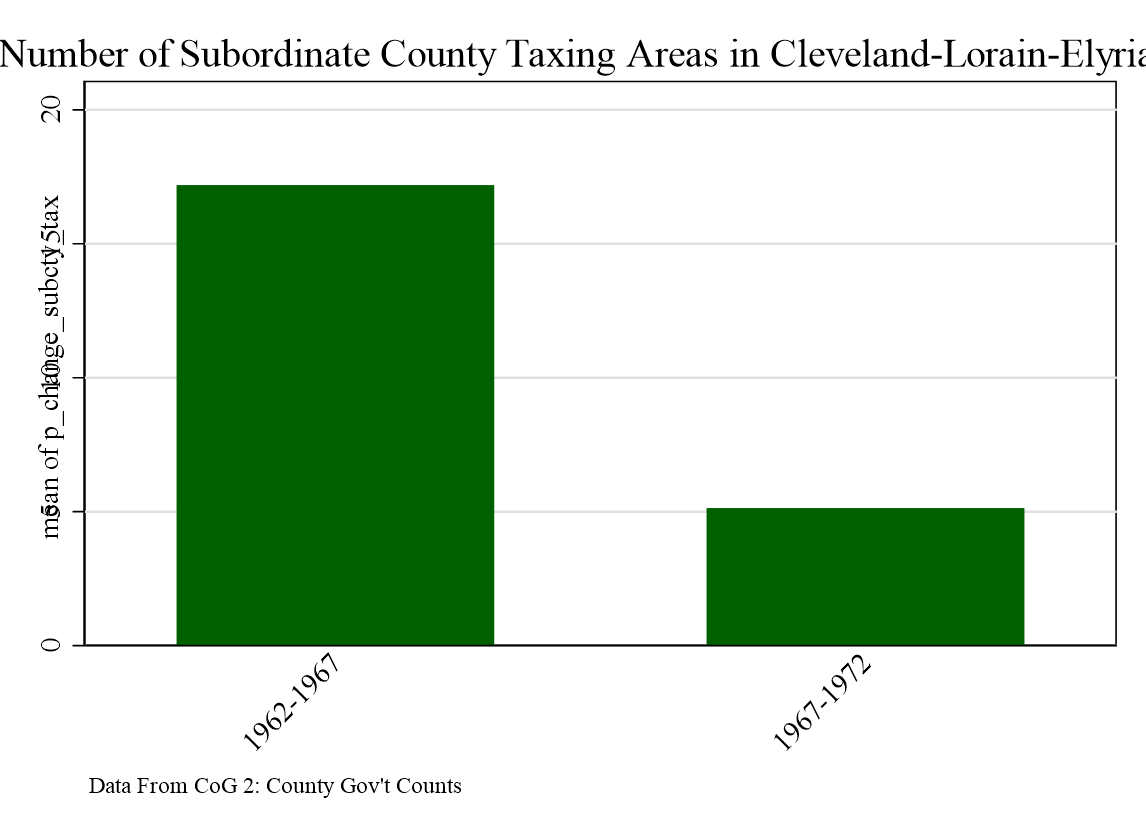 Number of Subordinate County Taxing Areas in Cleveland-Lorain-Elyria
20
15
10
5
0
mean of p_change_subcty_tax
1962-1967
1967-1972
Data From CoG 2: County Gov't Counts